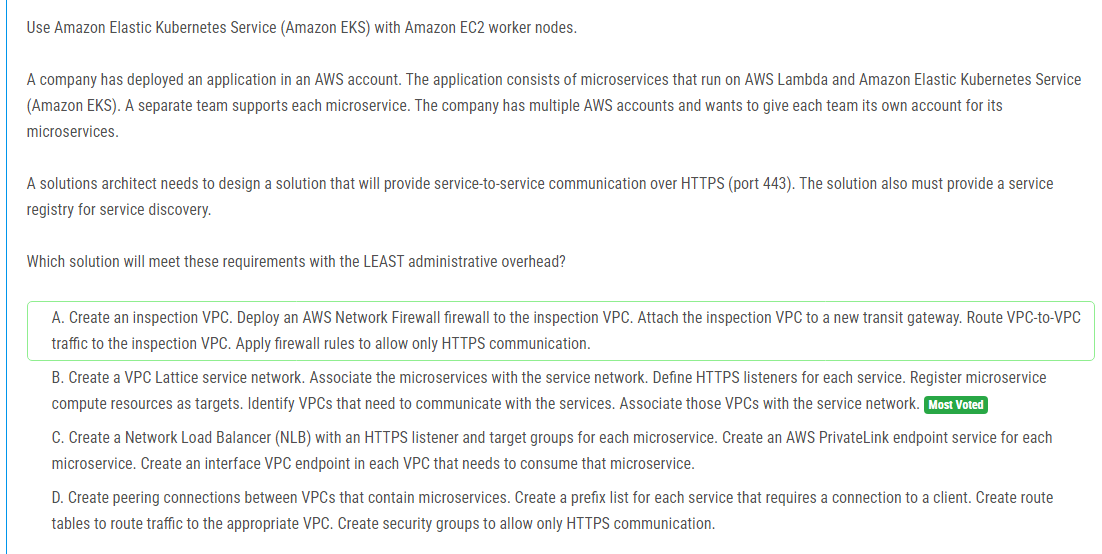 Use Amazon Elastic Kubernetes Service (Amazon EKS) with Amazon EC2 worker nodes.
A company has deployed an application in an AWS account. The application consists of microservices that run on AWS Lambda and Amazon Elastic Kubernetes Service
(Amazon EKS). A separate team supports each microservice. The company has multiple AWS accounts and wants to give each team its own account for its
microservices.
A solutions architect needs to design a solution that will provide service-to-service communication over HTTPS (port 443). The solution also must provide a service
registry for service discovery.
Which solution will meet these requirements with the LEAST administrative overhead?
A. Create an inspection VPC. Deploy an AWS Network Firewall firewall to the inspection VPC. Attach the inspection VPC to a new transit gateway. Route VPC-to-VPC
traffic to the inspection VPC. Apply firewall rules to allow only HTTPS communication.
B. Create a VPC Lattice service network. Associate the microservices with the service network. Define HTTPS listeners for each service. Register microservice
compute resources as targets. Identify VPCs that need to communicate with the services. Associate those VPCs with the service network. Most Voted
C. Create a Network Load Balancer (NLB) with an HTTPS listener and target groups for each microservice. Create an AWS PrivateLink endpoint service for each
microservice. Create an interface VPC endpoint in each VPC that needs to consume that microservice.
D. Create peering connections between VPCs that contain microservices. Create a prefix list for each service that requires a connection to a client. Create route
tables to route traffic to the appropriate VPC. Create security groups to allow only HTTPS communication.